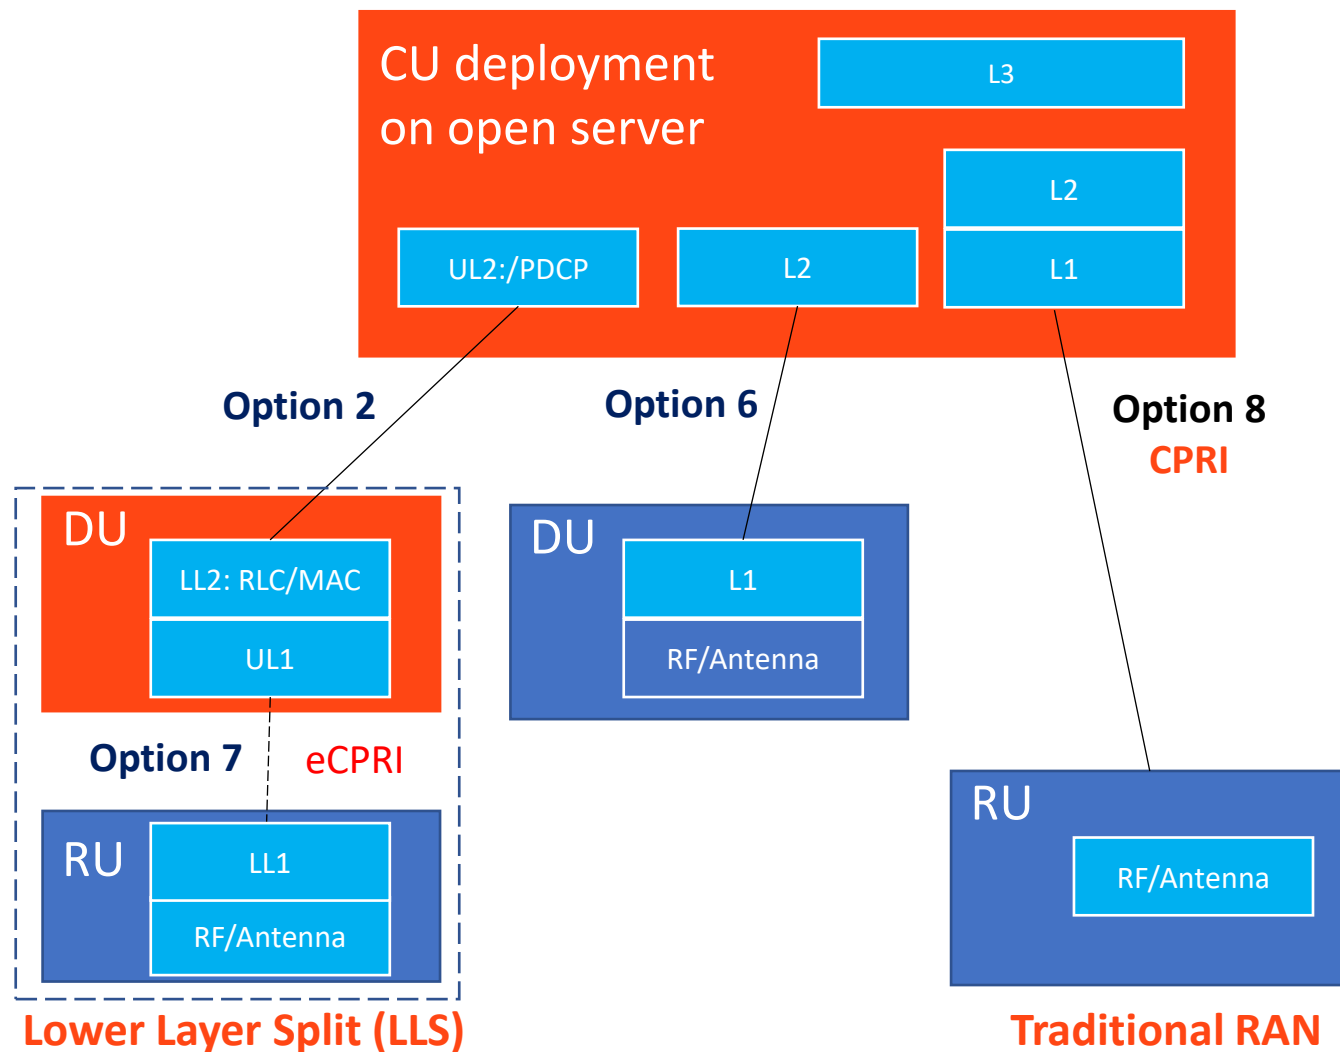 CU deployment
on open server
L3
L2
UL2:/PDCP
L2
L1
Option 2
Option 6
Option 8
CPRI
DU
LL2: RLC/MAC
UL1
DU
L1
RF/Antenna
Option 7
eCPRI
RU
LL1
RF/Antenna
RU
RF/Antenna
Lower Layer Split (LLS)
Traditional RAN